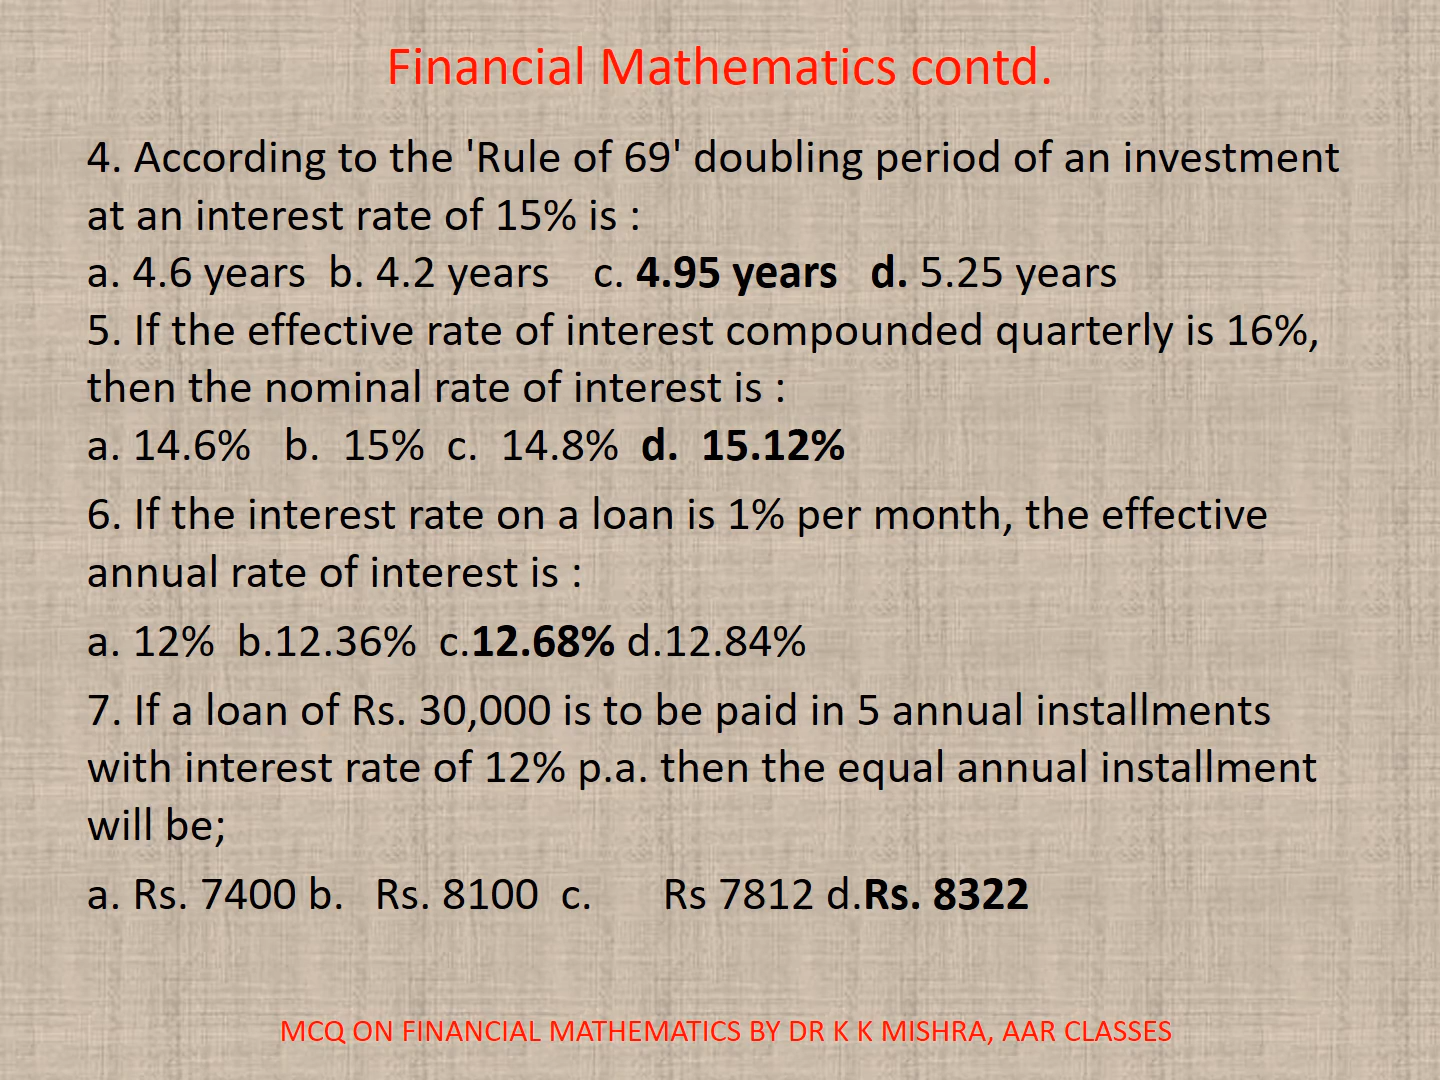 Financial Mathematics contd.
4. According to the 'Rule of 69' doubling period of an investment
at an interest rate of 15% is :
a. 4.6 years  b. 4.2 years    c. 4.95 years   d. 5.25 years
5. If the effective rate of interest compounded quarterly is 16%,
then the nominal rate of interest is :
a. 14.6%   b.  15%  c.  14.8%  d.  15.12%
6. If the interest rate on a loan is 1% per month, the effective
annual rate of interest is :
a. 12%  b.12.36%  c.12.68% d.12.84%
7. If a loan of Rs. 30,000 is to be paid in 5 annual installments
with interest rate of 12% p.a. then the equal annual installment
will be;
a. Rs. 7400 b.   Rs. 8100  c.      Rs 7812 d.Rs. 8322
MCQ ON FINANCIAL MATHEMATICS BY DR K K MISHRA, AAR CLASSES